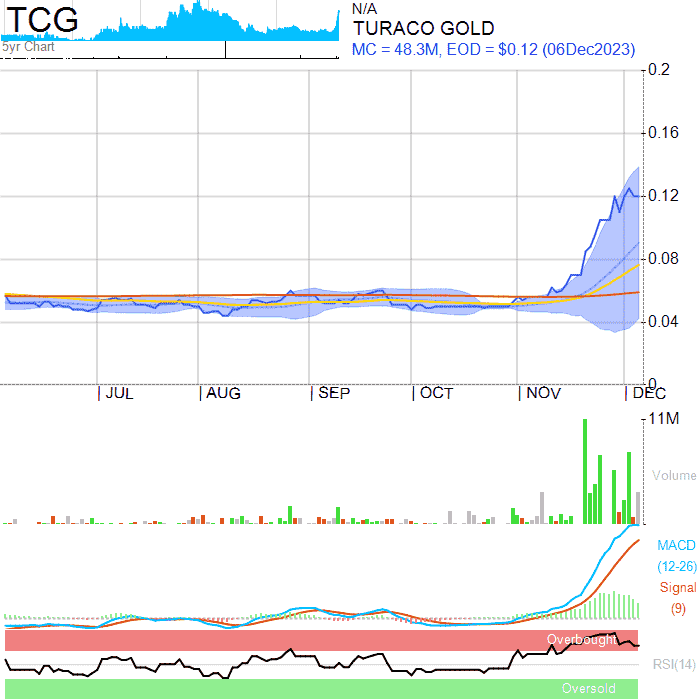 TCG
5yr Chart
N/A
TURACO GOLD
MC = 48.3M, EOD = $0.12 (06Dec2023)
0.2
0.16
0.12
0.08
0.04
0
JUL AUG SEP OCT NOV DEC
11M
Volume
MACD
(12-26)
Signal
(9)
Overbought
RSI(14)
Oversold